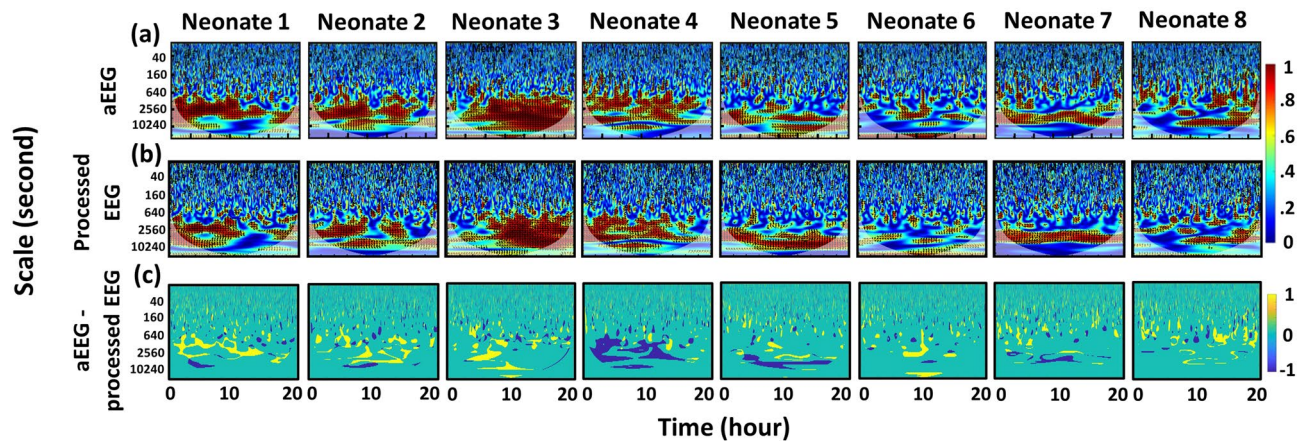 Neonate 1 Neonate 2 Neonate 3 Neonate 4 Neonate 5 Neonate 6 Neonate 7 Neonate 8
(a)
aEEG
40
160
640
2560
10240
1
.8
.6
.4
.2
0
(b)
Processed
EEG
40
160
640
2560
10240
(c)
aEEG -
processed EEG
40
160
640
2560
10240
1
0
-1
Scale (second)
0 10 20 0 10 20 0 10 20 0 10 20 0 10 20 0 10 20 0 10 20 0 10 20
Time (hour)